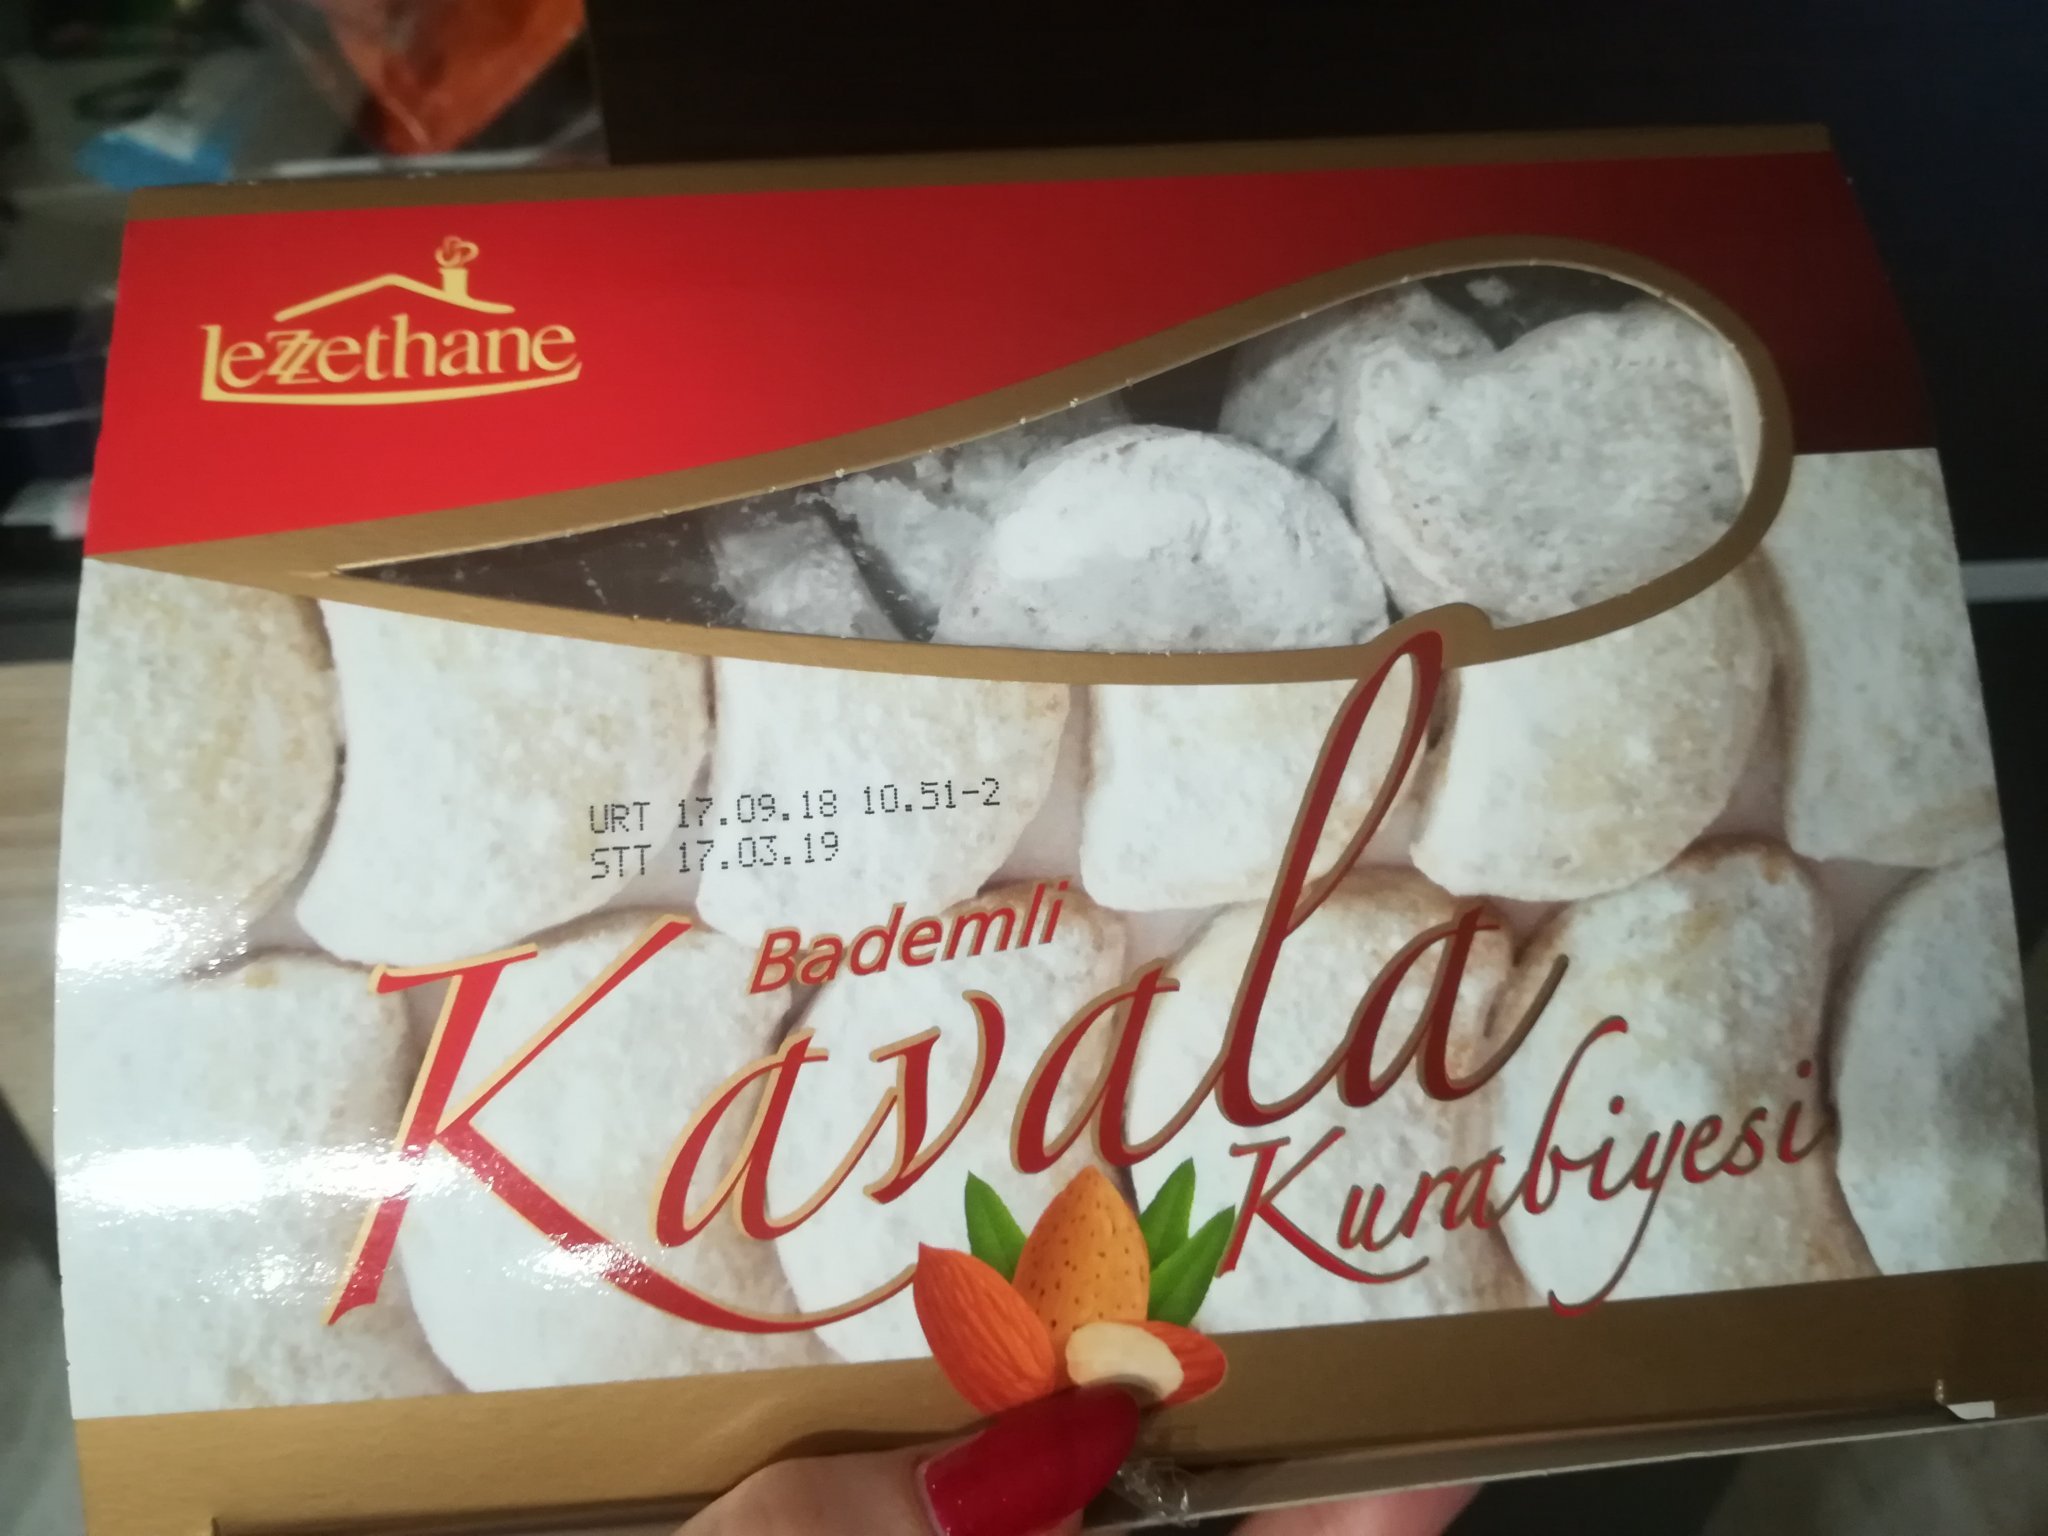 Lezzethane
URT 17.09.18 10.51-2
STT 17.03.19
Bademli
Kavala
Kurabiyesi